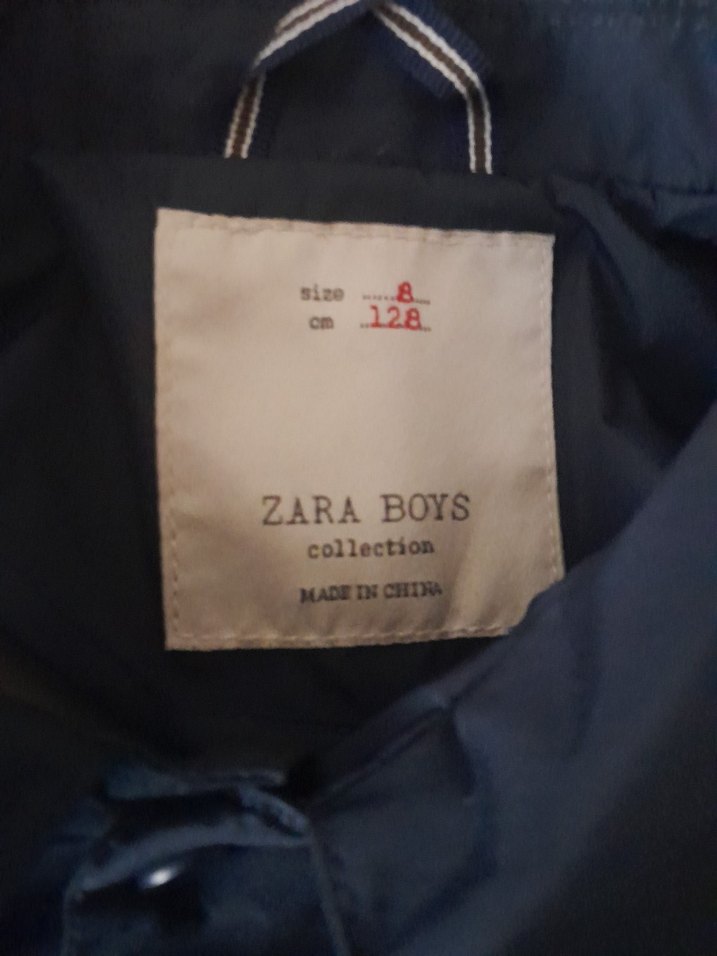 size .....8...
cm ..128..
ZARA BOYS
collection
MADE IN CHINA